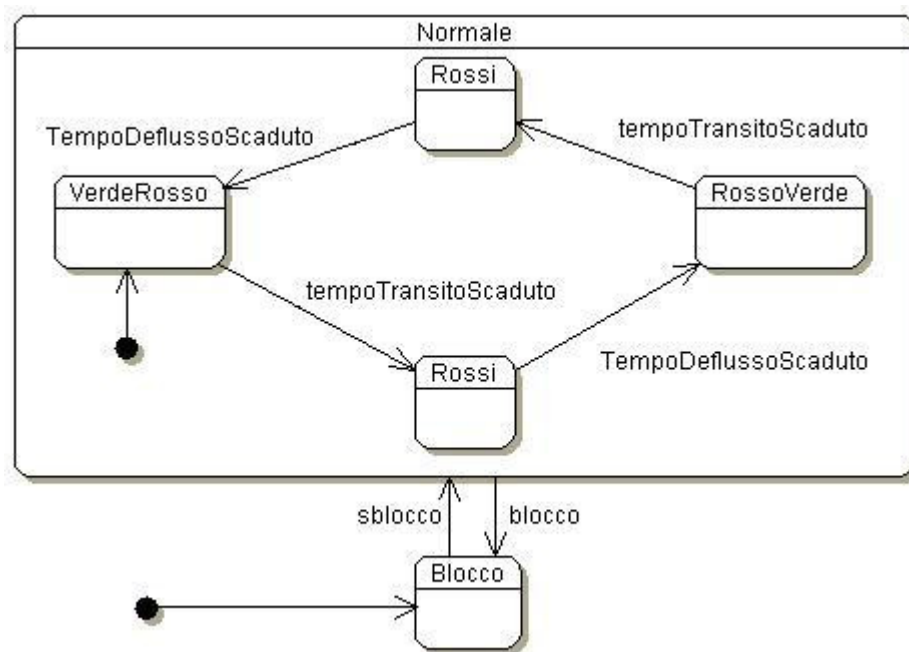 Normale
Rossi
TempoDeflussoScaduto
tempoTransitoScaduto
VerdeRosso
RossoVerde
tempoTransitoScaduto
Rossi
TempoDeflussoScaduto
sblocco
blocco
Blocco